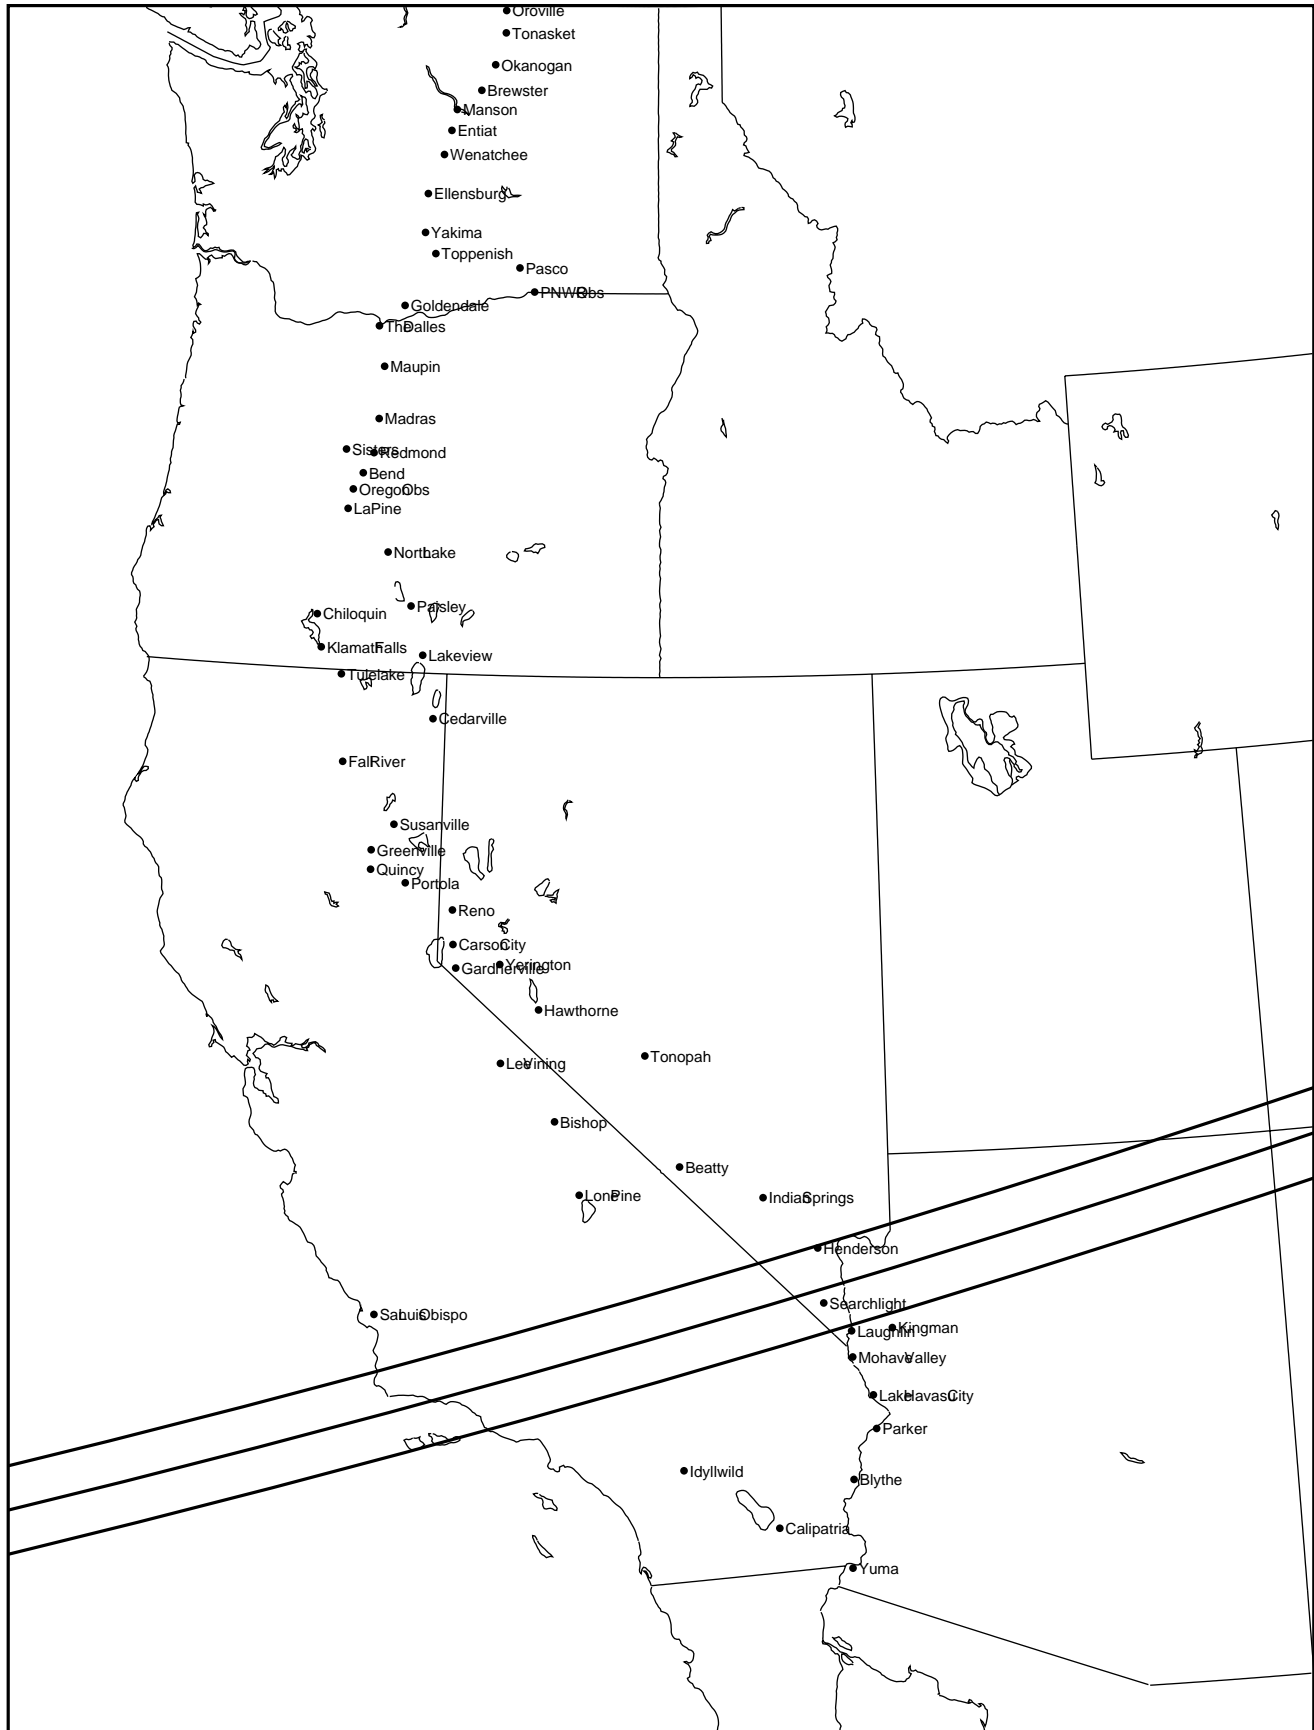 Oroville
Tonasket
Okanogan
Brewster
Manson
Entiat
Wenatchee
Ellensburg
Yakima
Toppenish
Pasco
PNWRObs
Goldendale
TheDalles
Maupin
Madras
Sisters
Redmond
Bend
OregonObs
LaPine
NorthLake
Paisley
Chiloquin
KlamathFalls
Lakeview
Tulelake
Cedarville
FallRiver
Susanville
Greenville
Quincy
Portola
Reno
CarsonCity
Yerington
Gardnerville
Hawthorne
Tonopah
LeeVining
Bishop
Beatty
LonePine
IndianSprings
Henderson
Searchlight
SanLuisObispo
Kingman
Laughlin
MohaveValley
LakeHavasuCity
Parker
Idyllwild
Blythe
Calipatria
Yuma